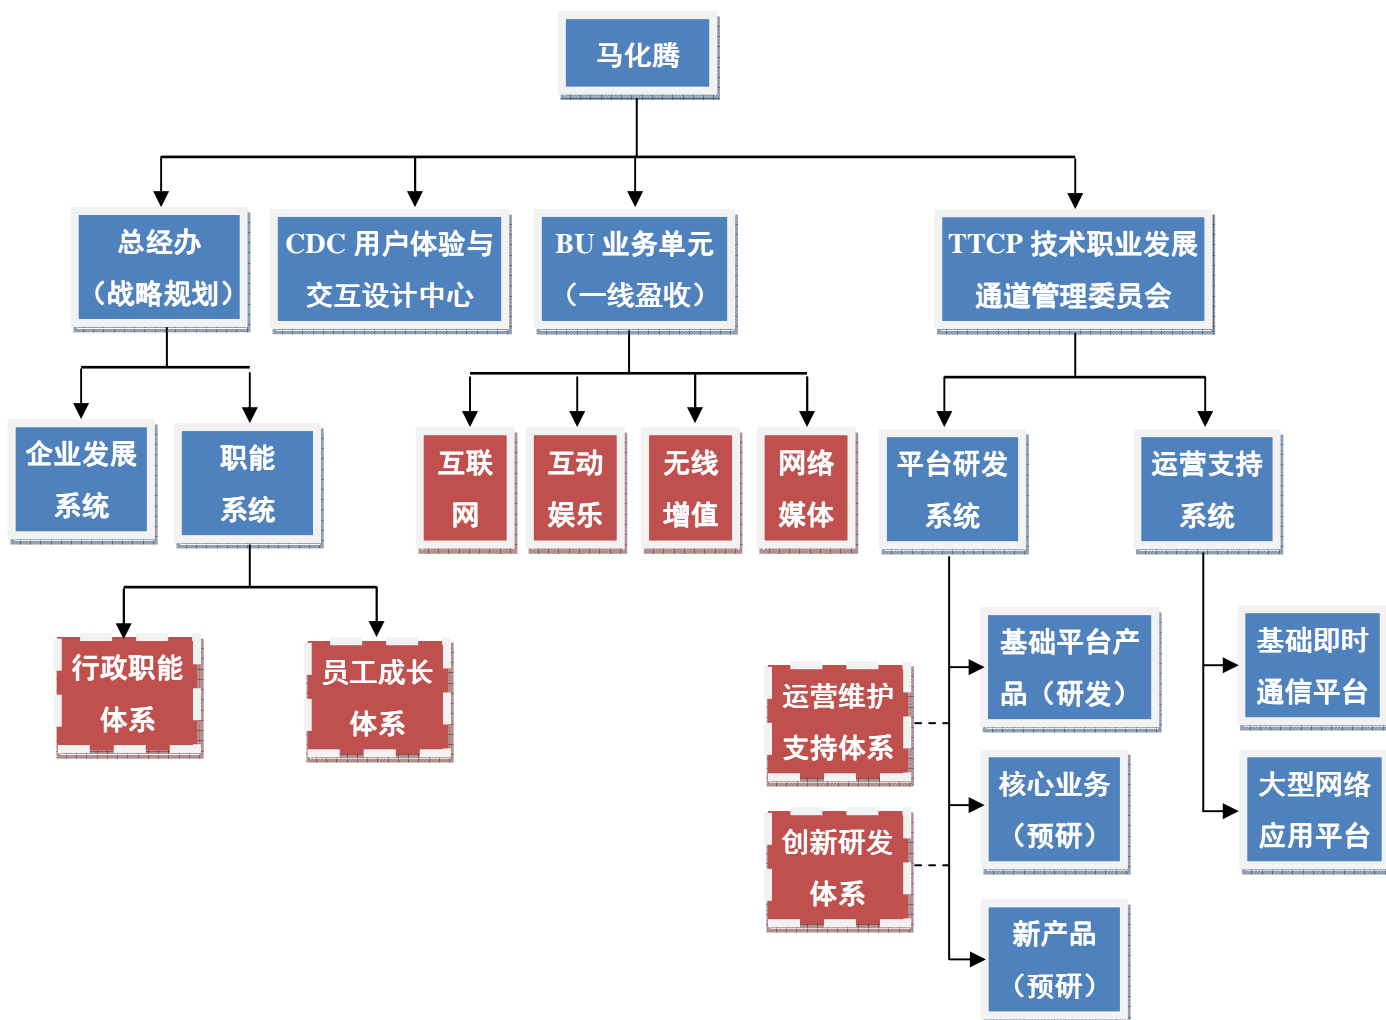 马化腾
总经办
（战略规划）
CDC 用户体验与
交互设计中心
BU 业务单元
（一线盈收）
TTCP 技术职业发展
通道管理委员会
企业发展
系统
职能
系统
互联
网
互动
娱乐
无线
增值
网络
媒体
平台研发
系统
运营支持
系统
行政职能
体系
员工成长
体系
运营维护
支持体系
创新研发
体系
基础平台产
品（研发）
核心业务
（预研）
新产品
（预研）
基础即时
通信平台
大型网络
应用平台